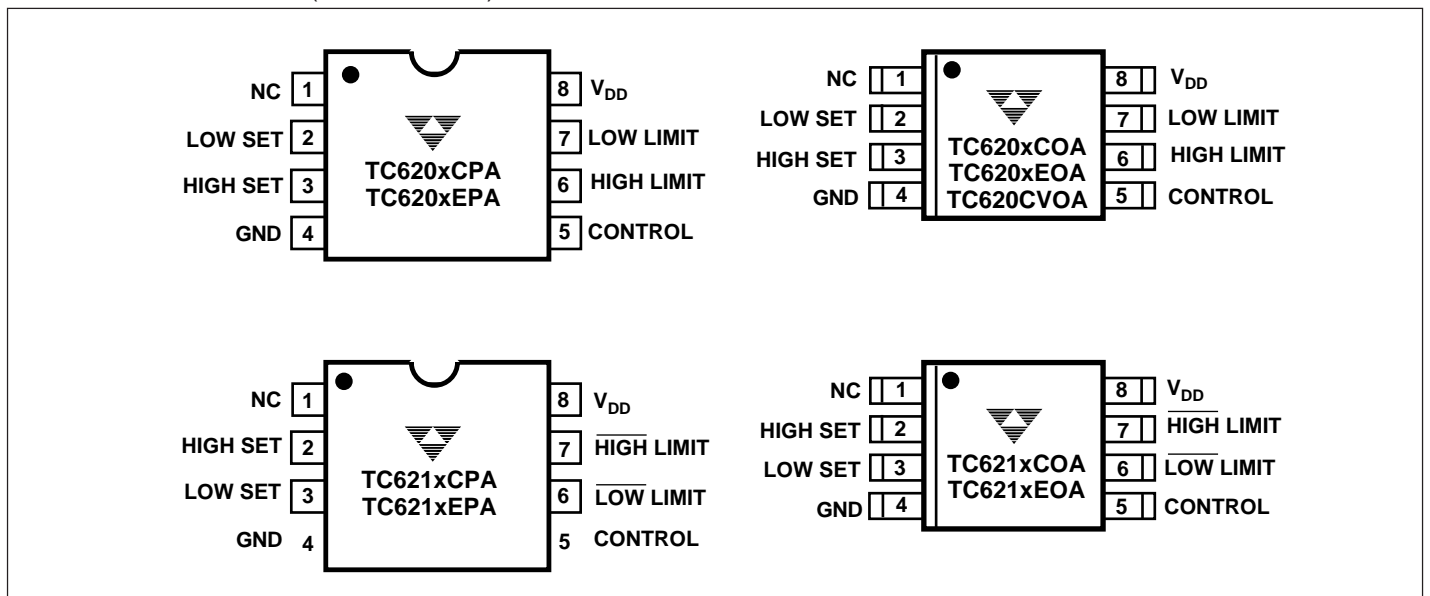 NC 1
LOW SET 2
HIGH SET 3
GND 4
TC620xCPA
TC620xEPA
8 VDD
7 LOW LIMIT
6 HIGH LIMIT
5 CONTROL
NC 1
LOW SET 2
HIGH SET 3
GND 4
TC620xCOA
TC620xEOA
TC620CVOA
8 VDD
7 LOW LIMIT
6 HIGH LIMIT
5 CONTROL
NC 1
HIGH SET 2
LOW SET 3
GND 4
TC621xCPA
TC621xEPA
8 VDD
7 HIGH LIMIT
6 LOW LIMIT
5 CONTROL
NC 1
HIGH SET 2
LOW SET 3
GND 4
TC621xCOA
TC621xEOA
8 VDD
7 HIGH LIMIT
6 LOW LIMIT
5 CONTROL